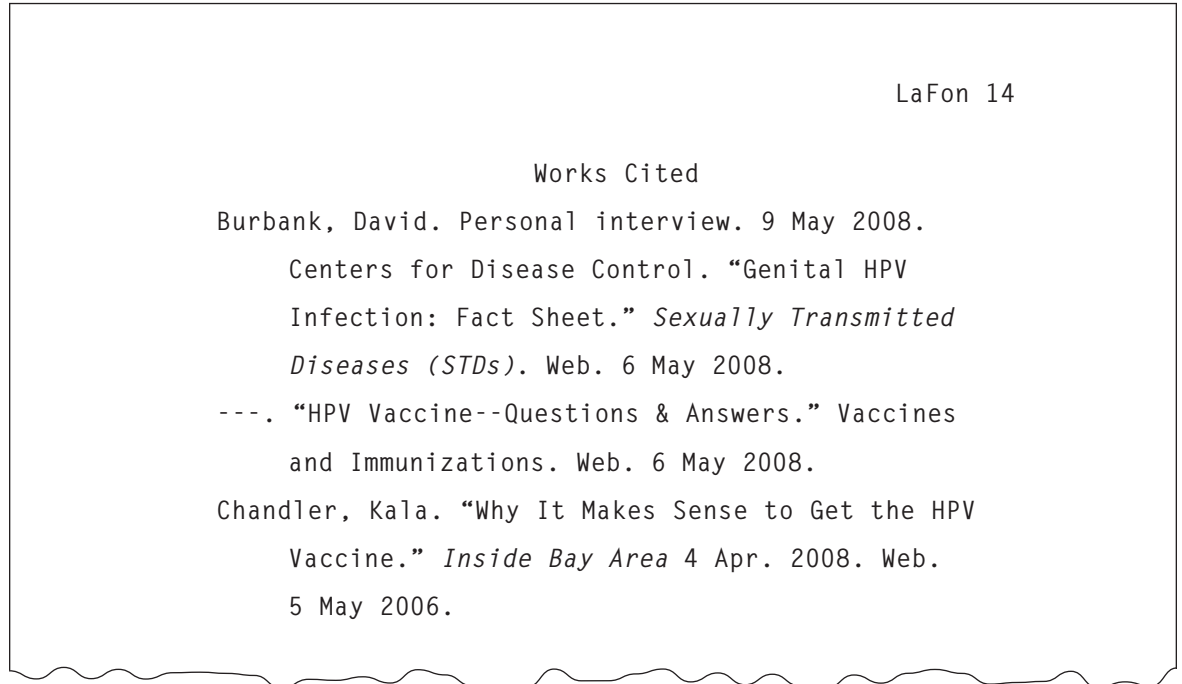 LaFon 14
Works Cited
Burbank, David. Personal interview. 9 May 2008.
Centers for Disease Control. “Genital HPV
Infection: Fact Sheet.” Sexually Transmitted
Diseases (STDs). Web. 6 May 2008.
---. “HPV Vaccine--Questions & Answers.” Vaccines
and Immunizations. Web. 6 May 2008.
Chandler, Kala. “Why It Makes Sense to Get the HPV
Vaccine.” Inside Bay Area 4 Apr. 2008. Web.
5 May 2006.